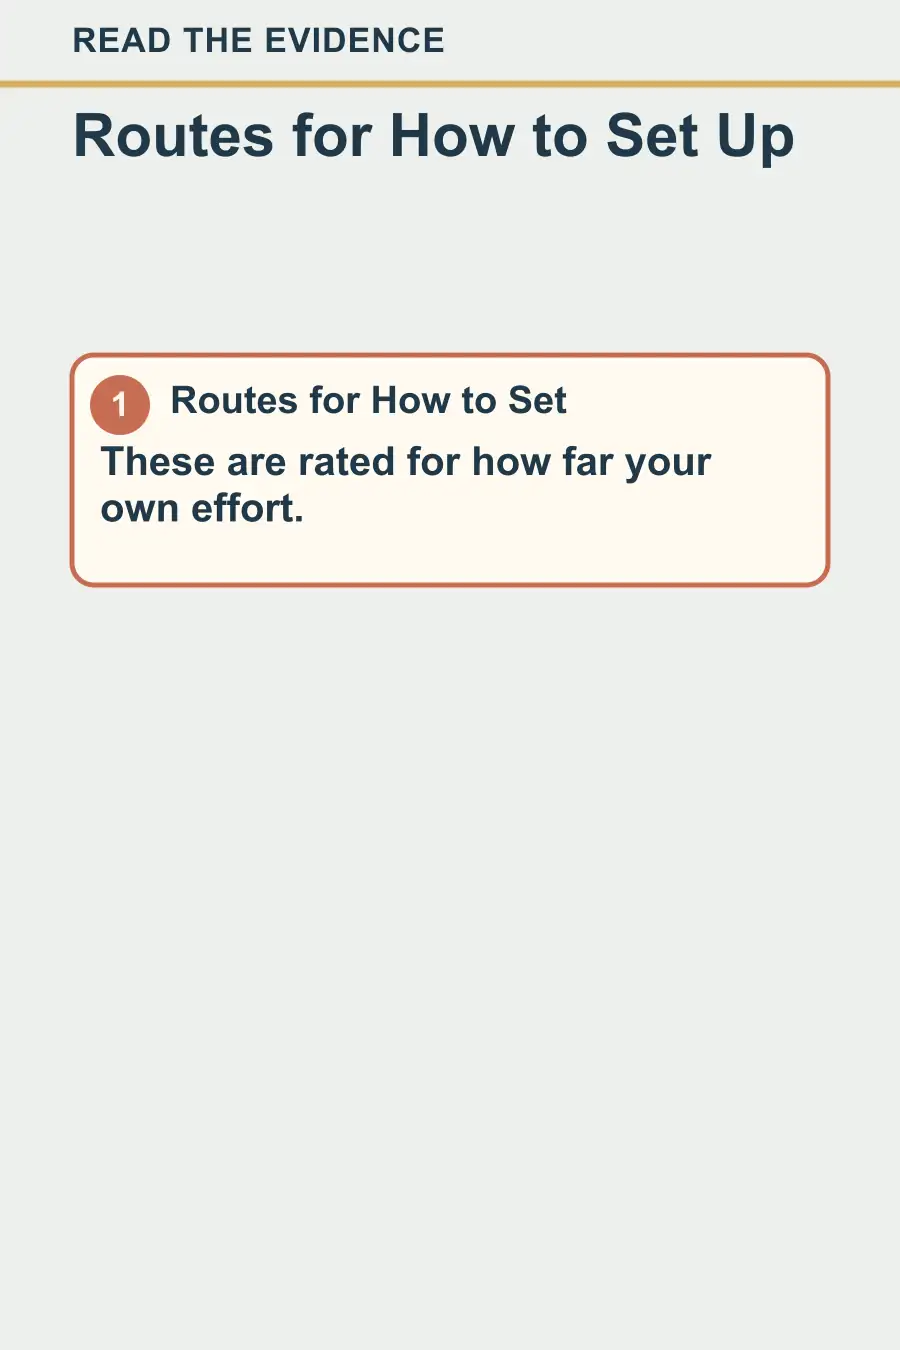 READ THE EVIDENCE
Routes for How to Set Up
1 Routes for How to Set
These are rated for how far your
own effort.